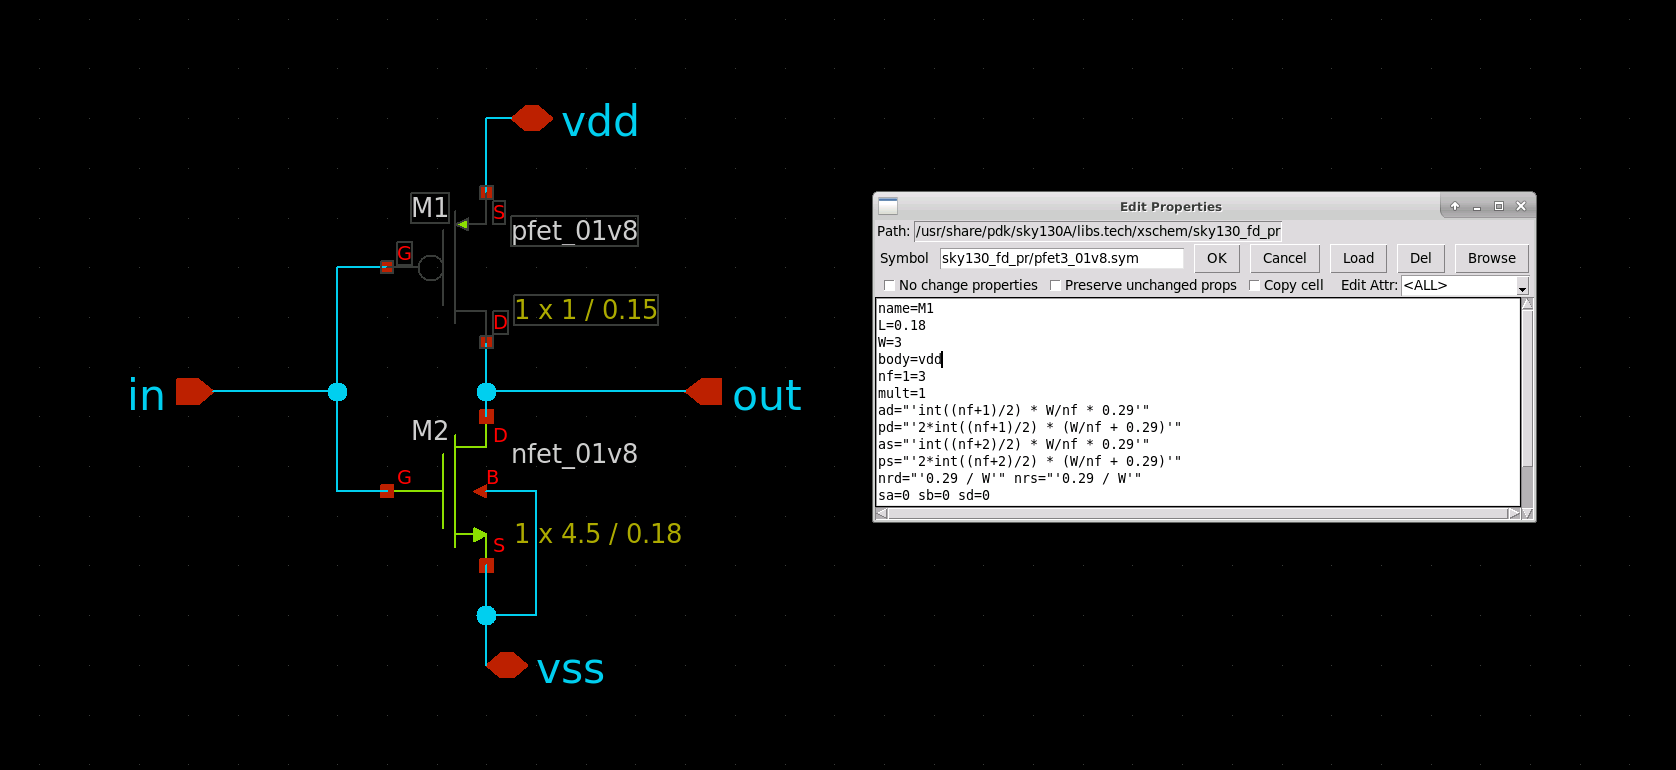 vdd
M1
S
pfet_01v8
G
1 x 1 / 0.15
D
in
out
M2
D
nfet_01v8
G
B
1 x 4.5 / 0.18
S
vss
Edit Properties
Path: /usr/share/pdk/sky130A/libs.tech/xschem/sky130_fd_pr
Symbol sky130_fd_pr/pfet3_01v8.sym OK Cancel Load Del Browse
No change properties Preserve unchanged props Copy cell Edit Attr: <ALL>
name=M1
L=0.18
W=3
body=vdd
nf=1=3
mult=1
ad="'int((nf+1)/2) * W/nf * 0.29'"
pd="'2*int((nf+1)/2) * (W/nf + 0.29)'"
as="'int((nf+2)/2) * W/nf * 0.29'"
ps="'2*int((nf+2)/2) * (W/nf + 0.29)'"
nrd="'0.29 / W'" nrs="'0.29 / W'"
sa=0 sb=0 sd=0